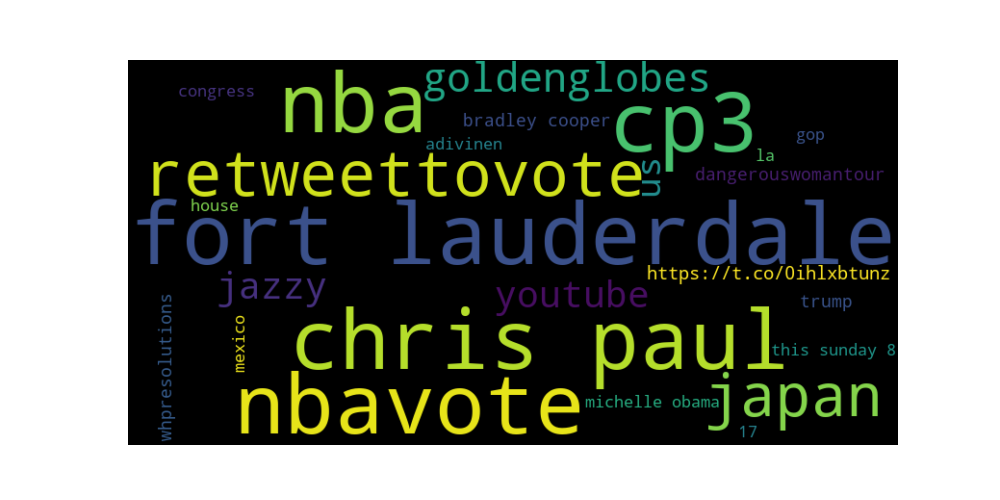 goldenglobes
nba
congress
cp3
bradley cooper
gop
adivinen
la
retweettovote
us
dangerouswomantour
house
fort lauderdale
https://t.co/0ihlxbtunz
jazzy
youtube
trump
whpresolutions
mexico
chris paul
this sunday 8
nbavote
japan
michelle obama
17